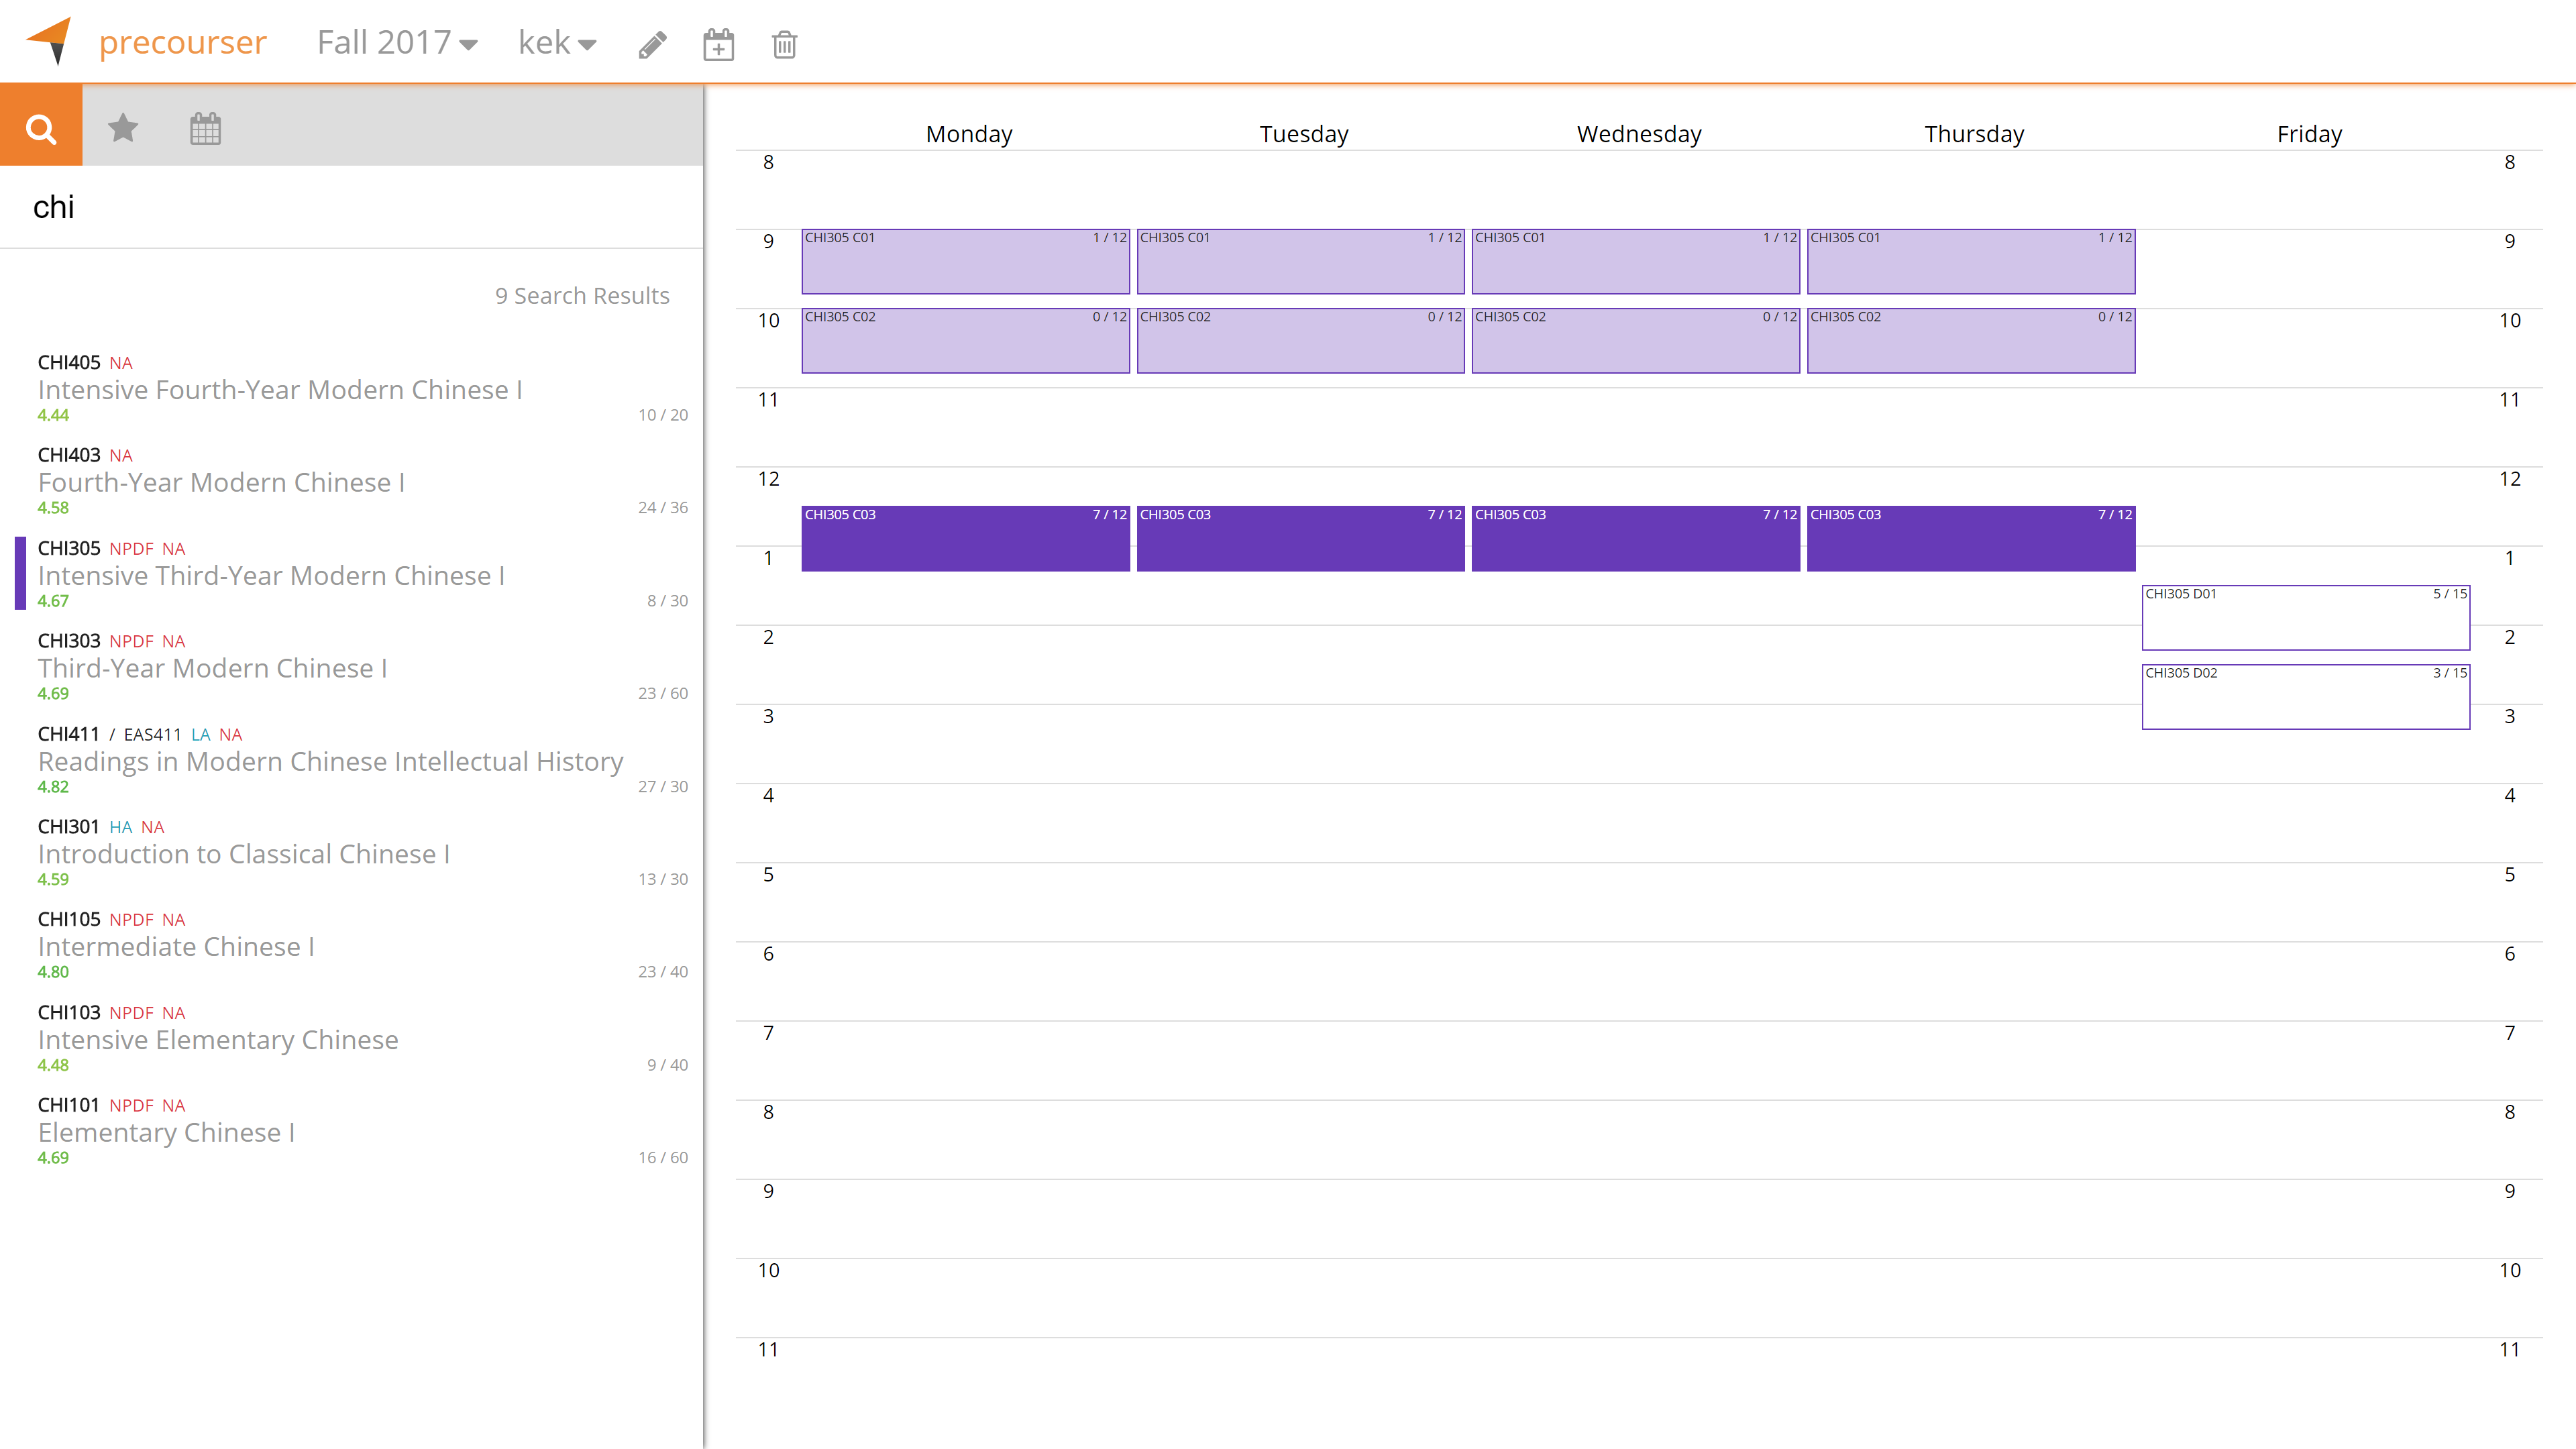 precourser Fall 2017 kek
chi
9 Search Results
CHI405 NA
Intensive Fourth-Year Modern Chinese I
4.44 10 / 20
CHI403 NA
Fourth-Year Modern Chinese I
4.58 24 / 36
CHI305 NPDF NA
Intensive Third-Year Modern Chinese I
4.67 8 / 30
CHI303 NPDF NA
Third-Year Modern Chinese I
4.69 23 / 60
CHI411 / EAS411 LA NA
Readings in Modern Chinese Intellectual History
4.82 27 / 30
CHI301 HA NA
Introduction to Classical Chinese I
4.59 13 / 30
CHI105 NPDF NA
Intermediate Chinese I
4.80 23 / 40
CHI103 NPDF NA
Intensive Elementary Chinese
4.48 9 / 40
CHI101 NPDF NA
Elementary Chinese I
4.69 16 / 60
Monday Tuesday Wednesday Thursday Friday
8 8
9 CHI305 C01 1 / 12 CHI305 C01 1 / 12 CHI305 C01 1 / 12 CHI305 C01 1 / 12 9
10 CHI305 C02 0 / 12 CHI305 C02 0 / 12 CHI305 C02 0 / 12 CHI305 C02 0 / 12 10
11 11
12 12
CHI305 C03 7 / 12 CHI305 C03 7 / 12 CHI305 C03 7 / 12 CHI305 C03 7 / 12
1 1
CHI305 D01 5 / 15
2 2
CHI305 D02 3 / 15
3 3
4 4
5 5
6 6
7 7
8 8
9 9
10 10
11 11